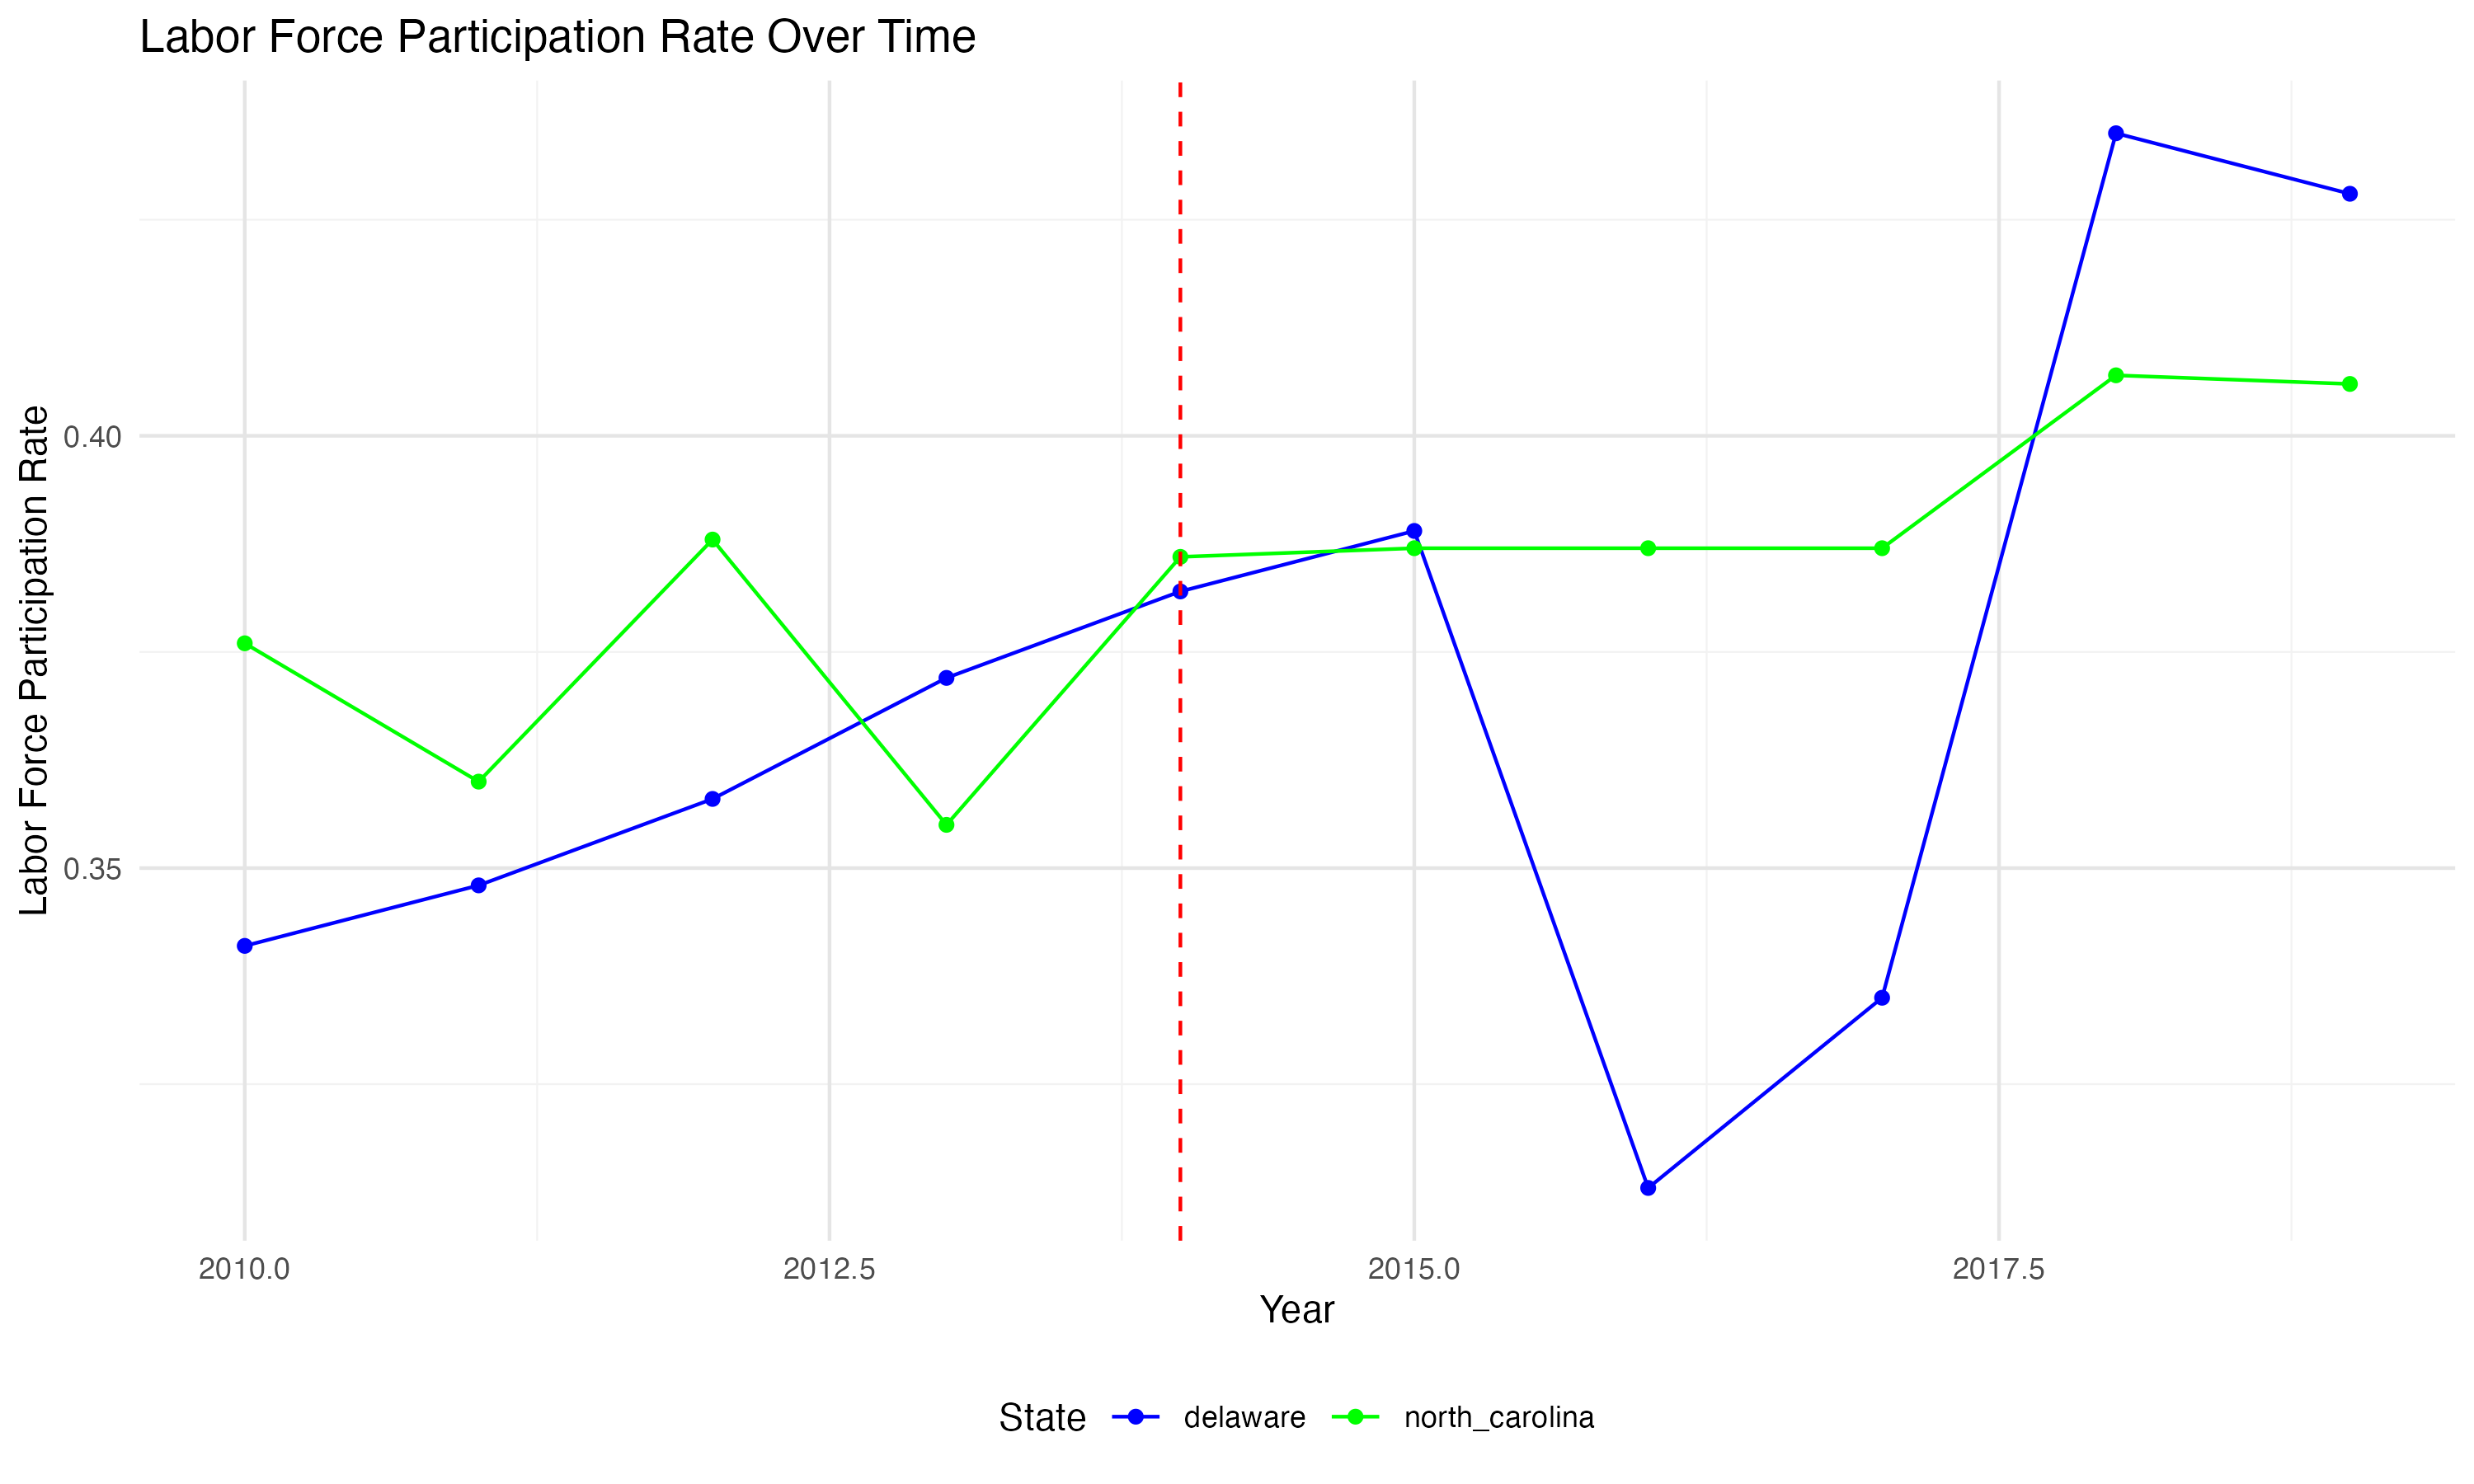 Labor Force Participation Rate Over Time
Labor Force Participation Rate
0.40
0.35
2010.0 2012.5 2015.0 2017.5
Year
State delaware north_carolina